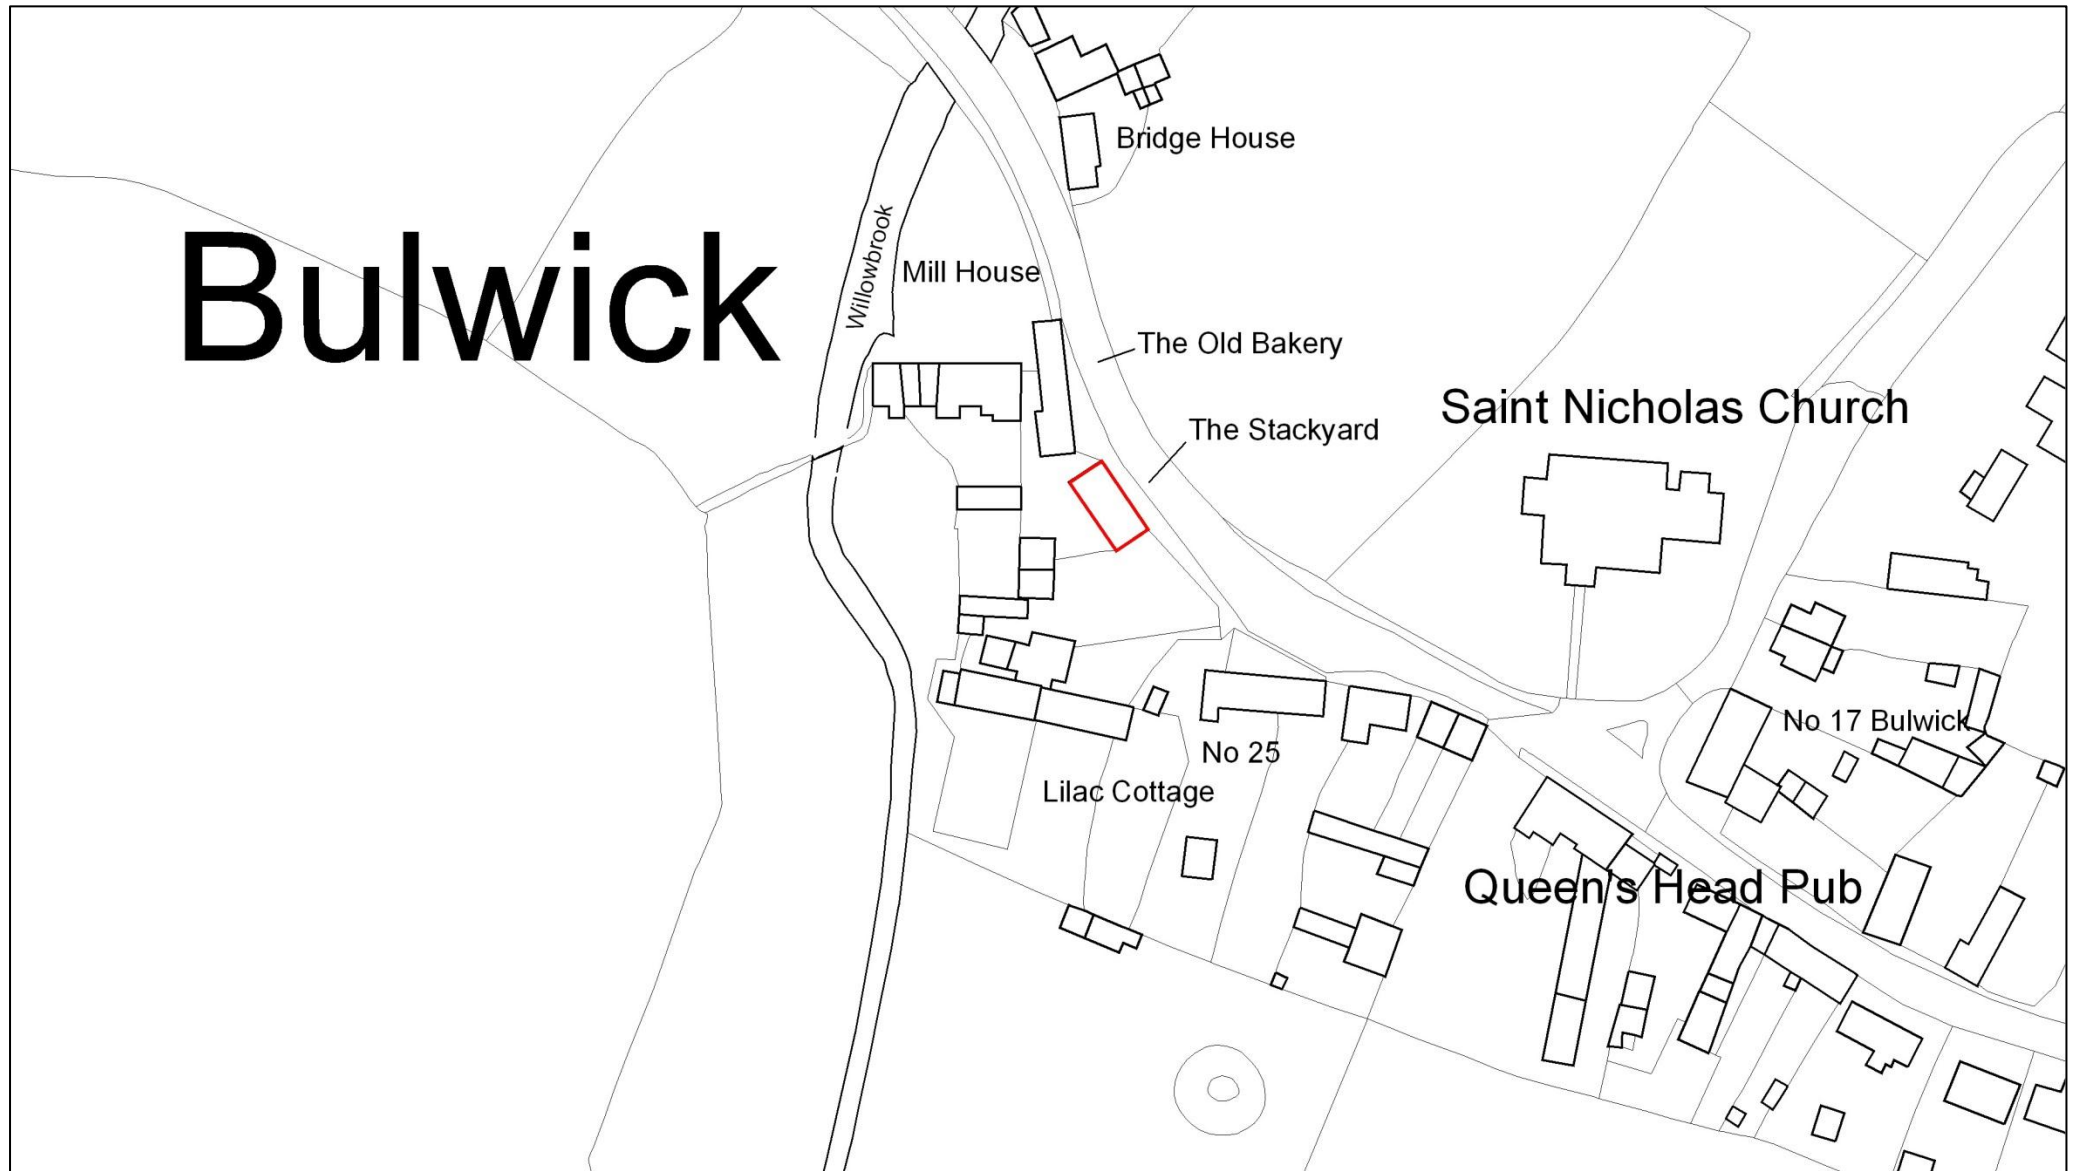 Bridge House
Bulwick
Willowbrook
Mill House
The Old Bakery
Saint Nicholas Church
The Stackyard
No 17 Bulwick
No 25
Lilac Cottage
Queen's Head Pub